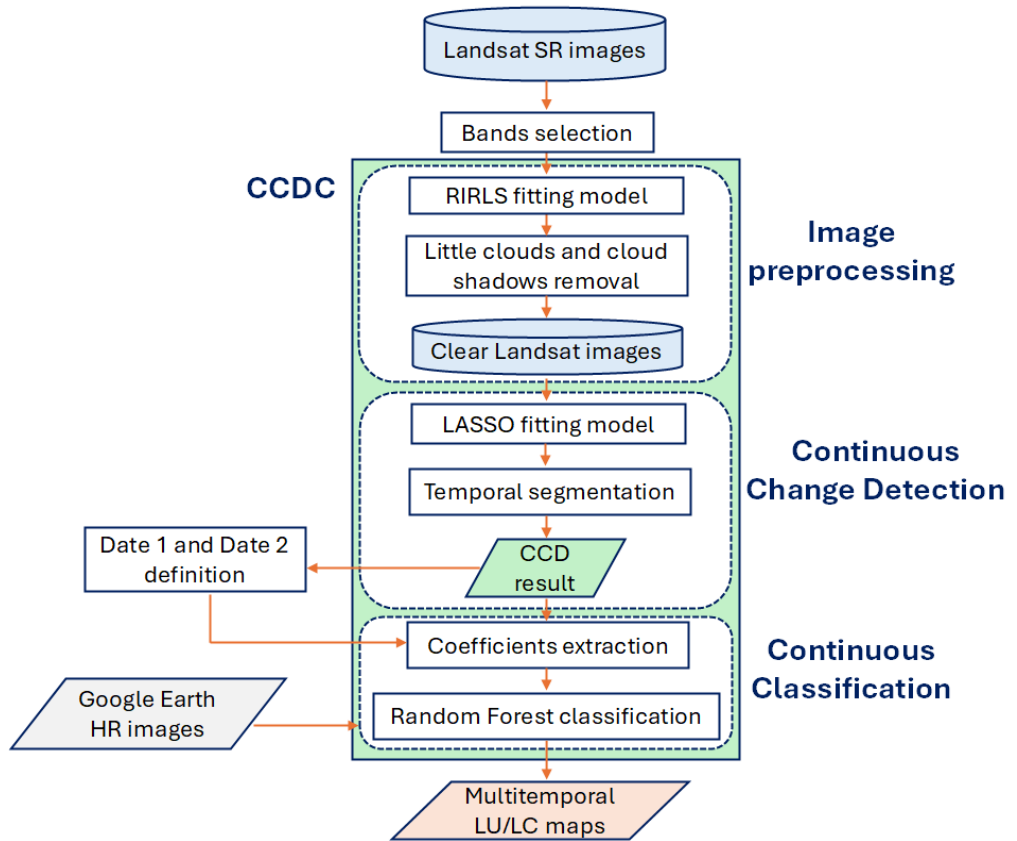 Landsat SR images
Bands selection
CCDC
RIRLS fitting model
Little clouds and cloud
shadows removal
Clear Landsat images
Image
preprocessing
LASSO fitting model
Temporal segmentation
CCD
result
Continuous
Change Detection
Date 1 and Date 2
definition
Coefficients extraction
Random Forest classification
Continuous
Classification
Google Earth
HR images
Multitemporal
LU/LC maps